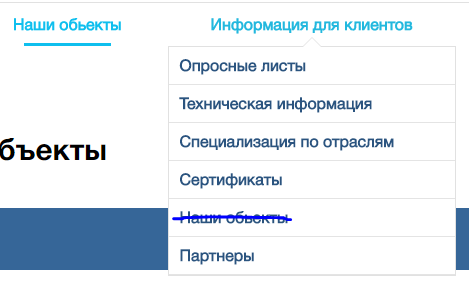 Наши обьекты
Информация для клиентов
Опросные листы
Техническая информация
бъекты
Специализация по отраслям
Сертификаты
Наши обьекты
Партнеры